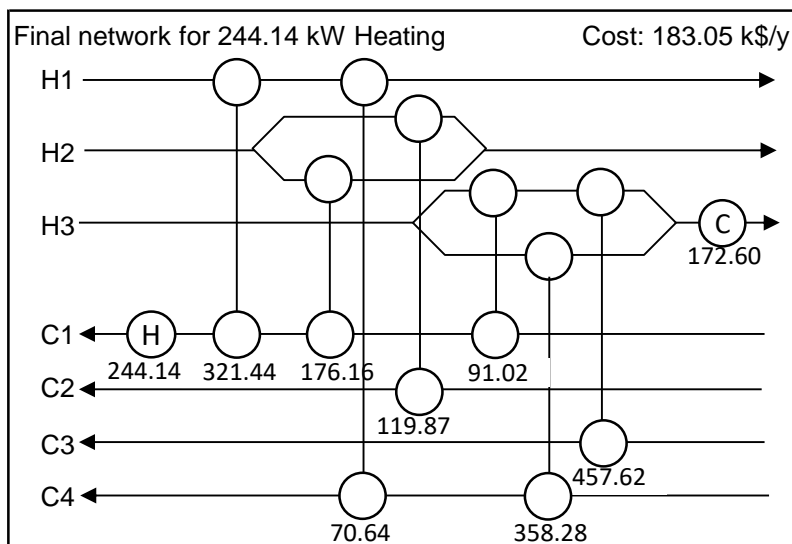 Final network for 244.14 kW Heating Cost: 183.05 k$/y
H1
H2
H3
C
172.60
C1
H
244.14 321.44 176.16 91.02
C2
119.87
C3
457.62
C4
70.64 358.28